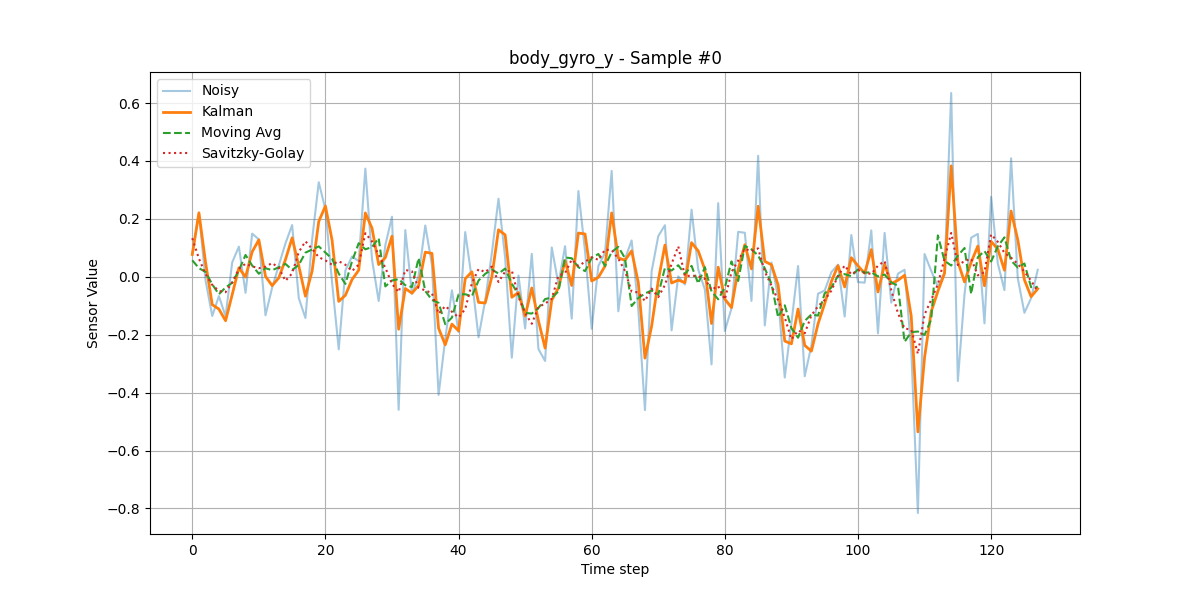 body_gyro_y - Sample #0
Noisy
Kalman
Moving Avg
Savitzky-Golay
0.6
0.4
0.2
0.0
−0.2
−0.4
−0.6
−0.8
Sensor Value
0 20 40 60 80 100 120
Time step